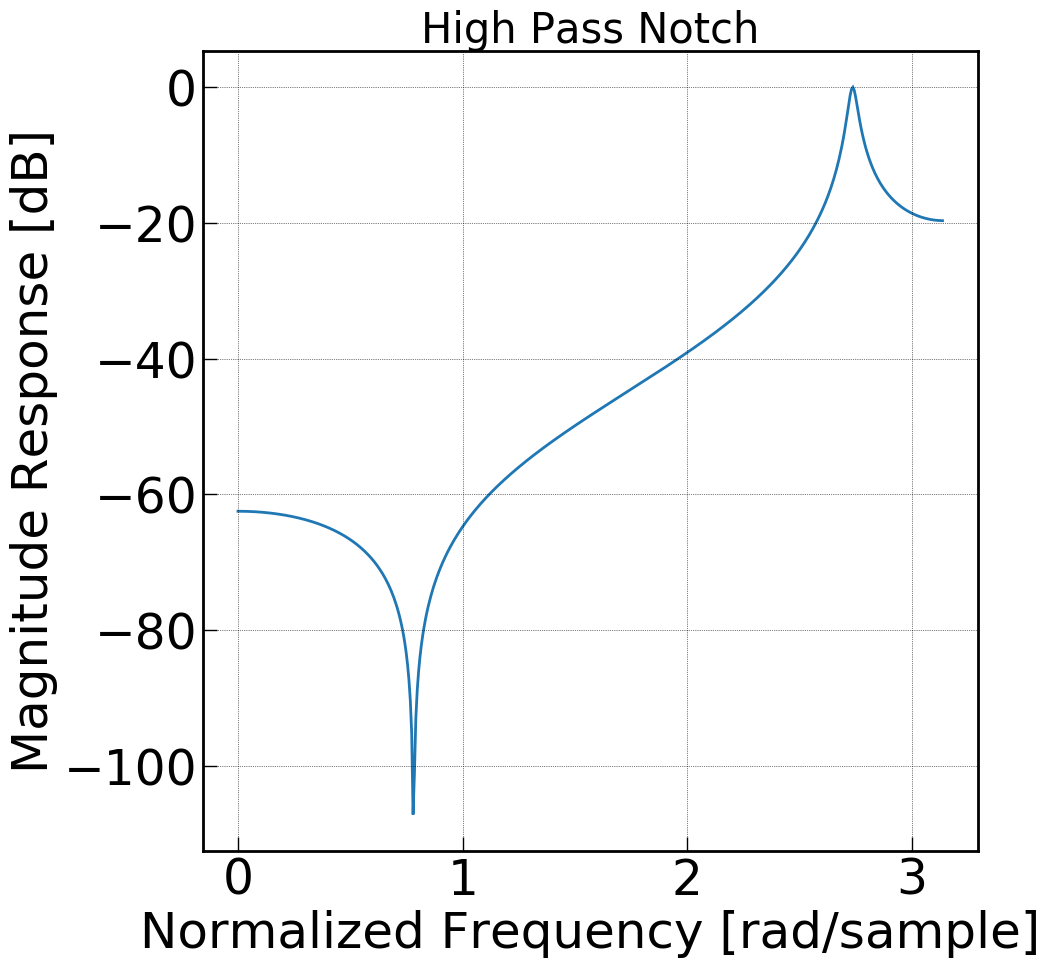 High Pass Notch
Magnitude Response [dB]
0
−20
−40
−60
−80
−100
0 1 2 3
Normalized Frequency [rad/sample]